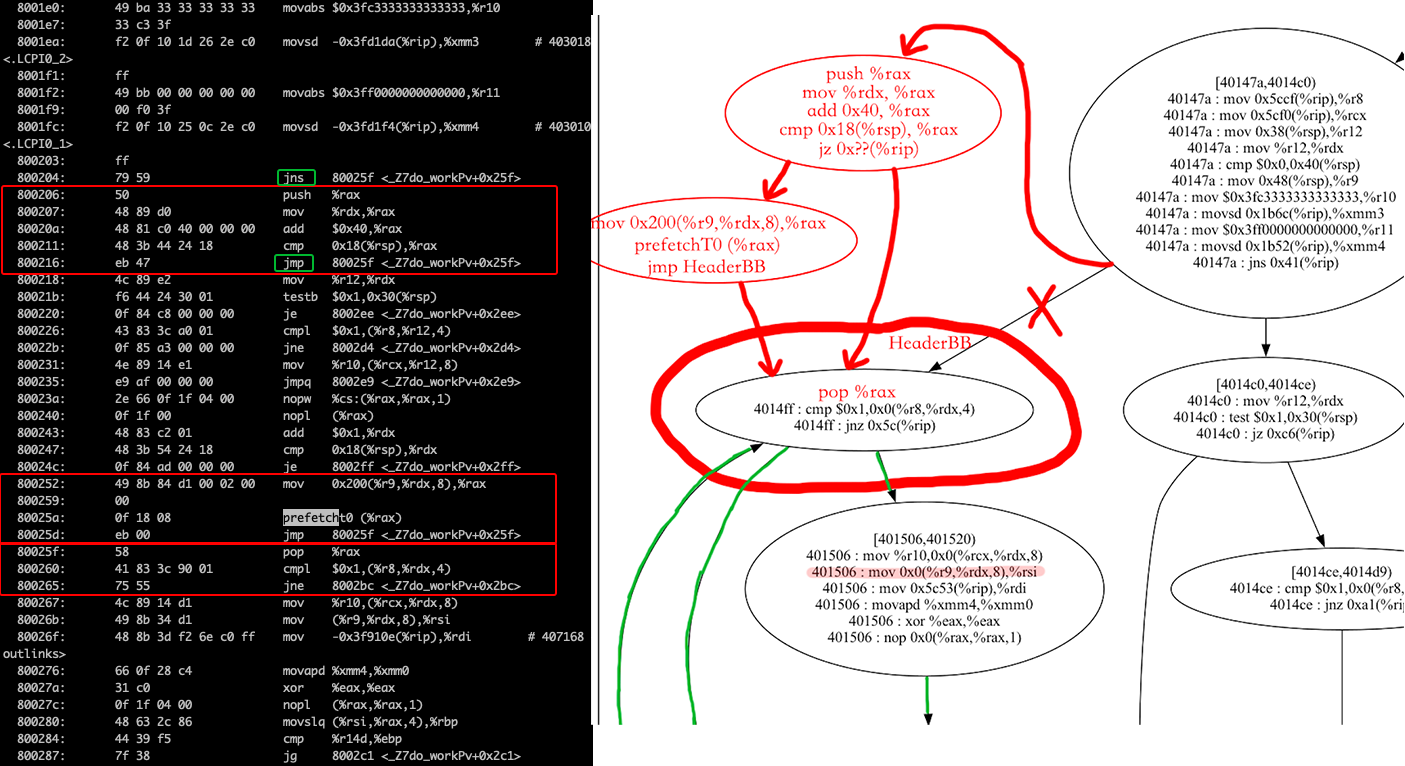 8001e0: 49 ba 33 33 33 33 33 movabs $0x3fc3333333333333,%r10
8001e7: 33 c3 3f
8001ea: f2 0f 10 1d 26 2e c0 movsd -0x3fd1da(%rip),%xmm3 # 403018
<.LCPI0_2>
8001f1: ff
8001f2: 49 bb 00 00 00 00 00 movabs $0x3ff0000000000000,%r11
8001f9: 00 f0 3f
8001fc: f2 0f 10 25 0c 2e c0 movsd -0x3fd1f4(%rip),%xmm4 # 403010
<.LCPI0_1>
800203: ff
800204: 79 59 jns 80025f <_Z7do_workPv+0x25f>
800206: 50 push %rax
800207: 48 89 d0 mov %rdx,%rax
80020a: 48 81 c0 40 00 00 00 add $0x40,%rax
800211: 48 3b 44 24 18 cmp 0x18(%rsp),%rax
800216: eb 47 jmp 80025f <_Z7do_workPv+0x25f>
800218: 4c 89 e2 mov %r12,%rdx
80021b: f6 44 24 30 01 testb $0x1,0x30(%rsp)
800220: 0f 84 c8 00 00 00 je 8002ee <_Z7do_workPv+0x2ee>
800226: 43 83 3c a0 01 cmpl $0x1,(%r8,%r12,4)
80022b: 0f 85 a3 00 00 00 jne 8002d4 <_Z7do_workPv+0x2d4>
800231: 4e 89 14 e1 mov %r10,(%rcx,%r12,8)
800235: e9 af 00 00 00 jmpq 8002e9 <_Z7do_workPv+0x2e9>
80023a: 2e 66 0f 1f 04 00 nopw %cs:(%rax,%rax,1)
800240: 0f 1f 00 nopl (%rax)
800243: 48 83 c2 01 add $0x1,%rdx
800247: 48 3b 54 24 18 cmp 0x18(%rsp),%rdx
80024c: 0f 84 ad 00 00 00 je 8002ff <_Z7do_workPv+0x2ff>
800252: 49 8b 84 d1 00 02 00 mov 0x200(%r9,%rdx,8),%rax
800259: 00
80025a: 0f 18 08 prefetcht0 (%rax)
80025d: eb 00 jmp 80025f <_Z7do_workPv+0x25f>
80025f: 58 pop %rax
800260: 41 83 3c 90 01 cmpl $0x1,(%r8,%rdx,4)
800265: 75 55 jne 8002bc <_Z7do_workPv+0x2bc>
800267: 4c 89 14 d1 mov %r10,(%rcx,%rdx,8)
80026b: 49 8b 34 d1 mov (%r9,%rdx,8),%rsi
80026f: 48 8b 3d f2 6e c0 ff mov -0x3f910e(%rip),%rdi # 407168
outlinks>
800276: 66 0f 28 c4 movapd %xmm4,%xmm0
80027a: 31 c0 xor %eax,%eax
80027c: 0f 1f 04 00 nopl (%rax,%rax,1)
800280: 48 63 2c 86 movslq (%rsi,%rax,4),%rbp
800284: 44 39 f5 cmp %r14d,%ebp
800287: 7f 38 jg 8002c1 <_Z7do_workPv+0x2c1>
push %rax
mov %rdx, %rax
add 0x40, %rax
cmp 0x18(%rsp), %rax
jz 0x??(%rip)
mov 0x200(%r9,%rdx,8),%rax
prefetchT0 (%rax)
jmp HeaderBB
HeaderBB
pop %rax
4014ff : cmp $0x1,0x0(%r8,%rdx,4)
4014ff : jnz 0x5c(%rip)
[401506,401520)
401506 : mov %r10,0x0(%rcx,%rdx,8)
401506 : mov 0x0(%r9,%rdx,8),%rsi
401506 : mov 0x5c53(%rip),%rdi
401506 : movapd %xmm4,%xmm0
401506 : xor %eax,%eax
401506 : nop 0x0(%rax,%rax,1)
[40147a,4014c0)
40147a : mov 0x5ccf(%rip),%r8
40147a : mov 0x5cf0(%rip),%rcx
40147a : mov 0x38(%rsp),%r12
40147a : mov %r12,%rdx
40147a : cmp $0x0,0x40(%rsp)
40147a : mov 0x48(%rsp),%r9
40147a : mov $0x3fc3333333333333,%r10
40147a : movsd 0x1b6c(%rip),%xmm3
40147a : mov $0x3ff0000000000000,%r11
40147a : movsd 0x1b52(%rip),%xmm4
40147a : jns 0x41(%rip)
[4014c0,4014ce)
4014c0 : mov %r12,%rdx
4014c0 : test $0x1,0x30(%rsp)
4014c0 : jz 0xc6(%rip)
[4014ce,4014d9)
4014ce : cmp $0x1,0x0(%r8,
4014ce : jnz 0xa1(%rip